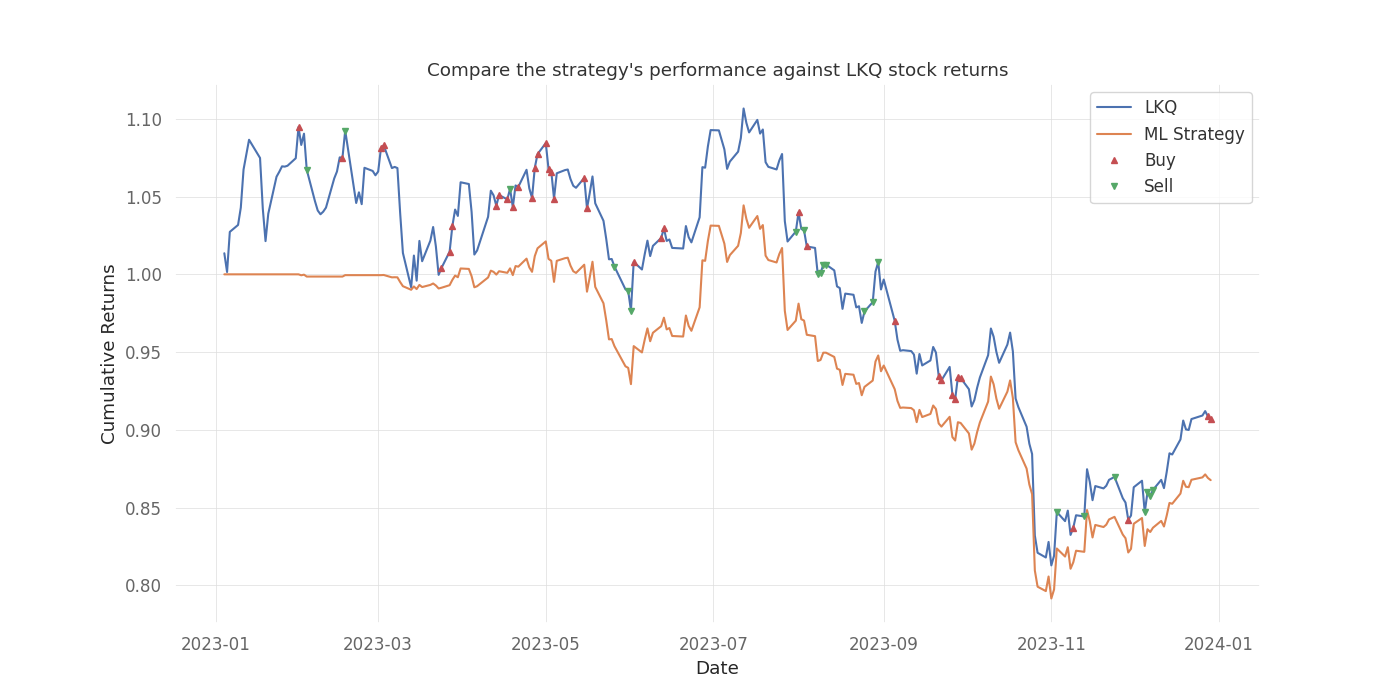 Compare the strategy's performance against LKQ stock returns
LKQ
ML Strategy
Buy
Sell
1.10
1.05
1.00
0.95
0.90
0.85
0.80
Cumulative Returns
2023-01
2023-03
2023-05
2023-07
2023-09
2023-11
2024-01
Date